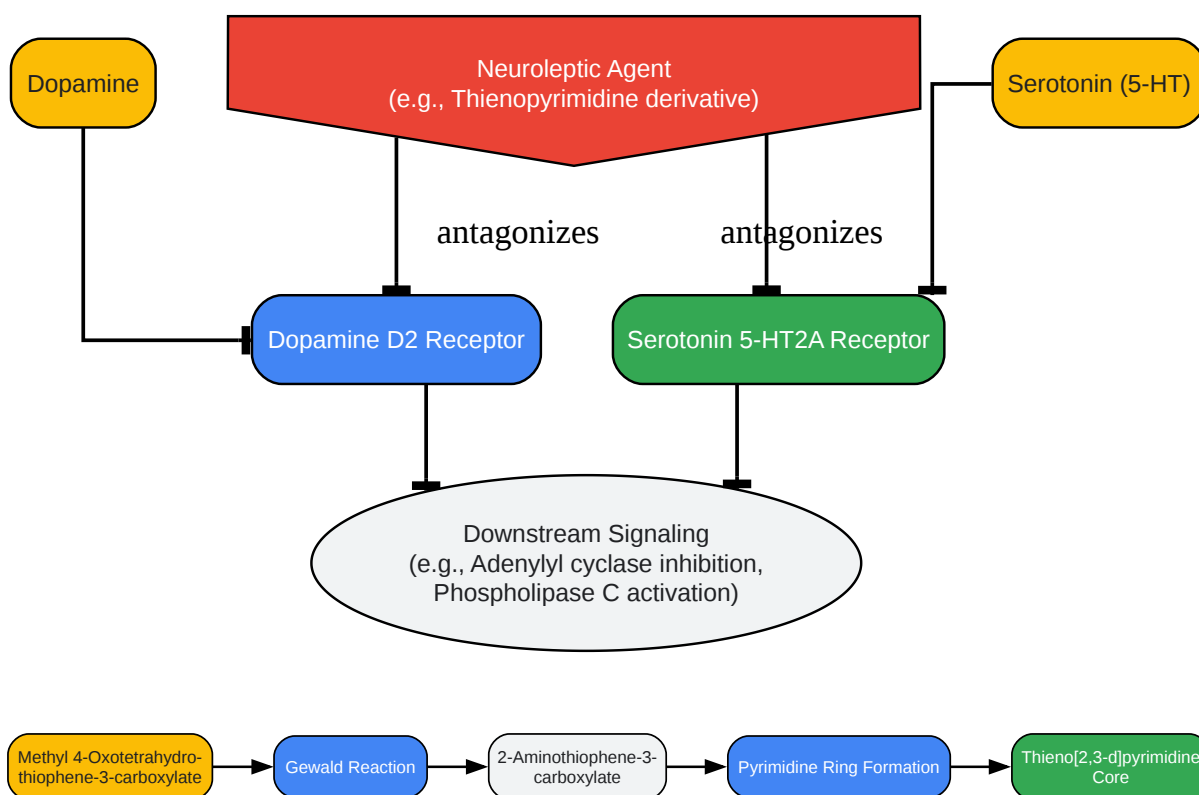 Neuroleptic Agent
(e.g., Thienopyrimidine derivative)
Dopamine
Serotonin (5-HT)
antagonizes
antagonizes
Dopamine D2 Receptor
Serotonin 5-HT2A Receptor
Downstream Signaling
(e.g., Adenylyl cyclase inhibition,
Phospholipase C activation)
Methyl 4-Oxotetrahydro-
thiophene-3-carboxylate
Gewald Reaction
2-Aminothiophene-3-
carboxylate
Pyrimidine Ring Formation
Thieno[2,3-d]pyrimidine
Core